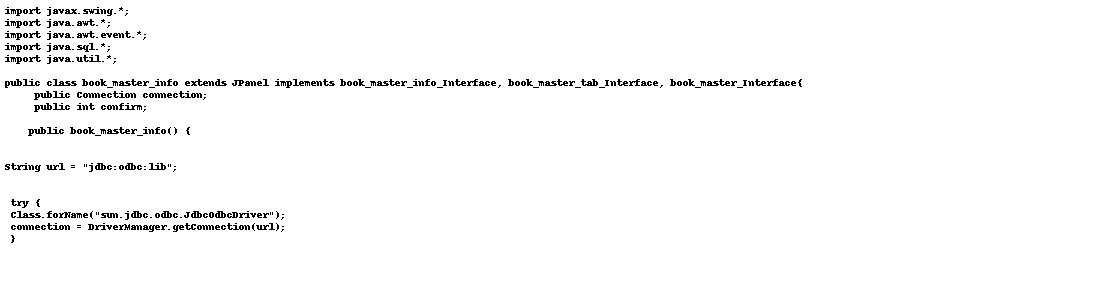 import javax.swing.*;
import java.awt.*;
import java.awt.event.*;
import java.sql.*;
import java.util.*;
public class book_master_info extends JPanel implements book_master_info_Interface, book_master_tab_Interface, book_master_Interface{
public Connection connection;
public int confirm;
public book_master_info() {
String url = "jdbc:odbc:lib";
try {
Class.forName("sun.jdbc.odbc.JdbcOdbcDriver");
connection = DriverManager.getConnection(url);
}